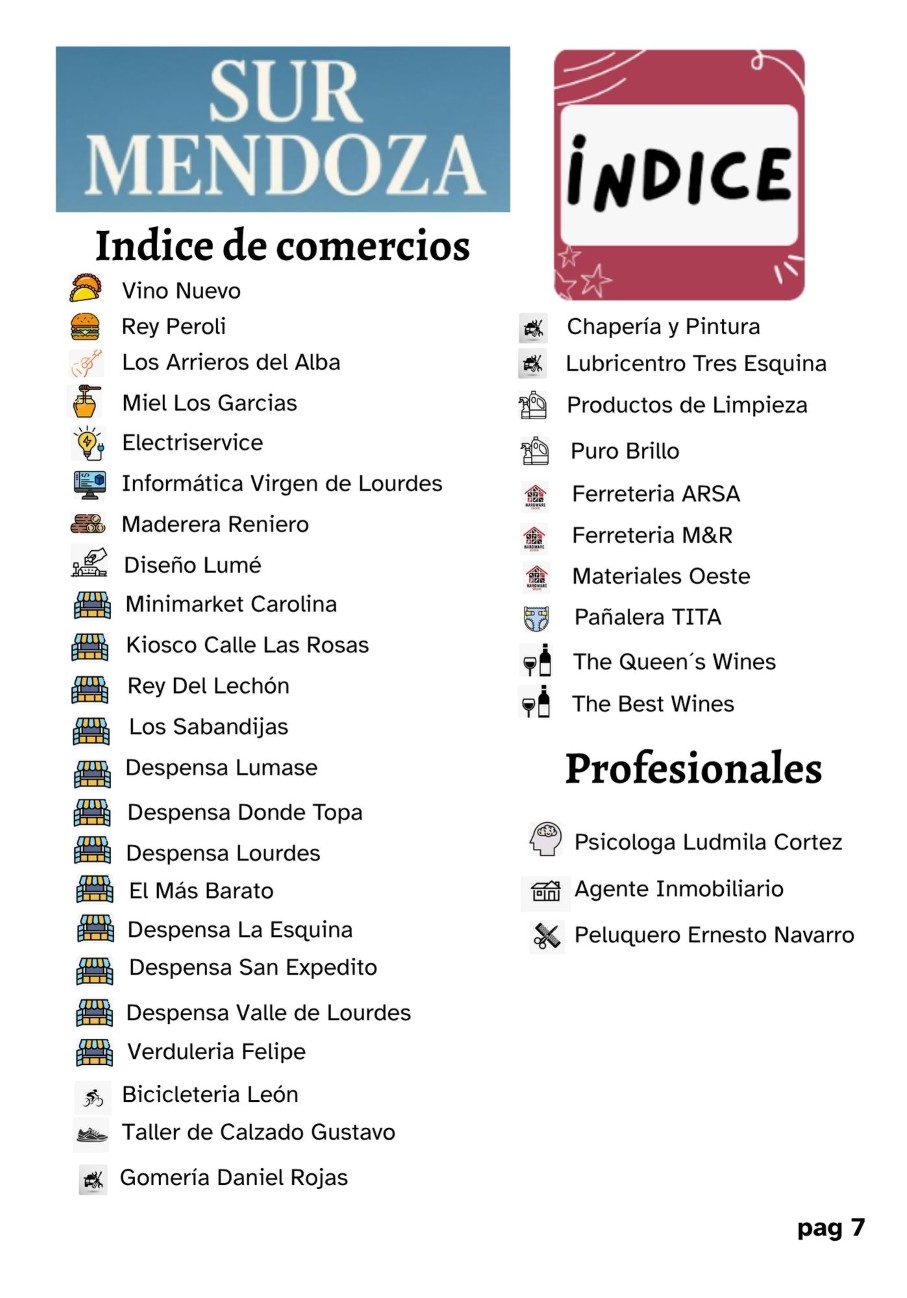 SUR
MENDOZA
İNDICE
Indice de comercios
Vino Nuevo
Rey Peroli
Los Arrieros del Alba
Miel Los Garcias
Electriservice
Informática Virgen de Lourdes
Maderera Reniero
Diseño Lumé
Minimarket Carolina
Kiosco Calle Las Rosas
Rey Del Lechón
Los Sabandijas
Despensa Lumase
Despensa Donde Topa
Despensa Lourdes
El Más Barato
Despensa La Esquina
Despensa San Expedito
Despensa Valle de Lourdes
Verduleria Felipe
Bicicleteria León
Taller de Calzado Gustavo
Gomería Daniel Rojas
Chapería y Pintura
Lubricentro Tres Esquina
Productos de Limpieza
Puro Brillo
Ferreteria ARSA
Ferreteria M&R
Materiales Oeste
Pañalera TITA
The Queen´s Wines
The Best Wines
Profesionales
Psicologa Ludmila Cortez
Agente Inmobiliario
Peluquero Ernesto Navarro
pag 7